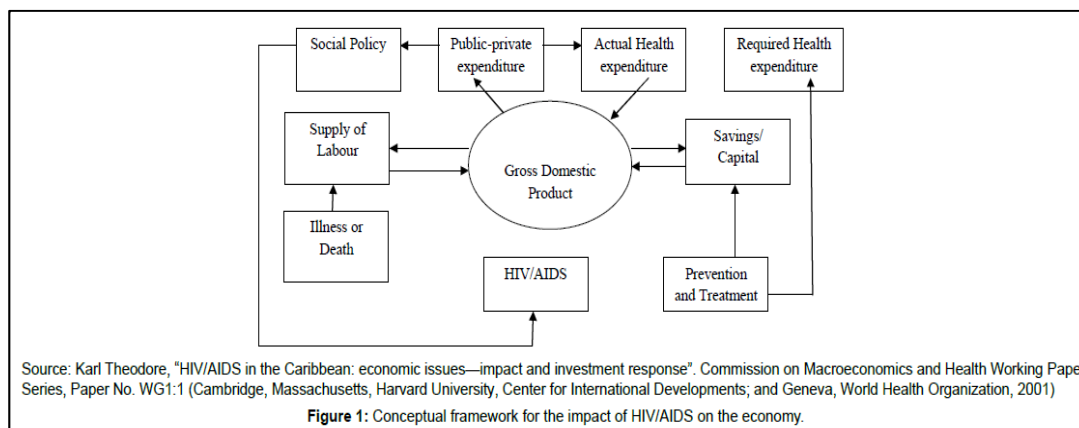 Social Policy
Public-private
expenditure
Actual Health
expenditure
Required Health
expenditure
Supply of
Labour
Gross Domestic
Product
Savings/
Capital
Illness or
Death
HIV/AIDS
Prevention
and Treatment
Source: Karl Theodore, “HIV/AIDS in the Caribbean: economic issues—impact and investment response”. Commission on Macroeconomics and Health Working Pape
Series, Paper No. WG1:1 (Cambridge, Massachusetts, Harvard University, Center for International Developments; and Geneva, World Health Organization, 2001)
Figure 1: Conceptual framework for the impact of HIV/AIDS on the economy.